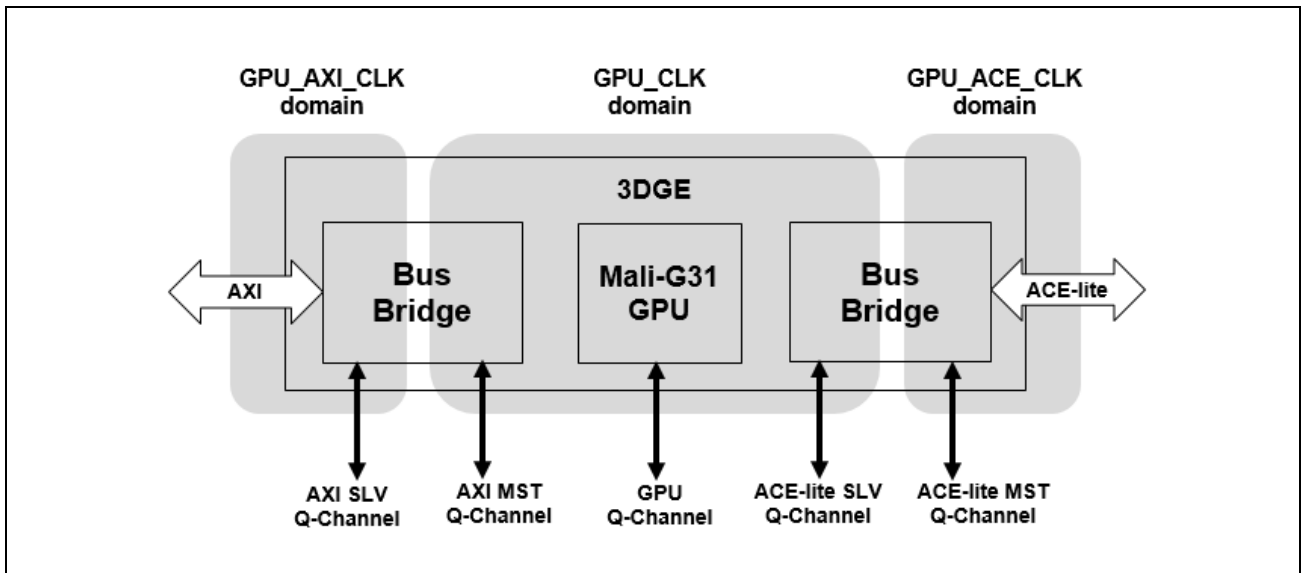 GPU_AXI_CLK
domain
GPU_CLK
domain
GPU_ACE_CLK
domain
3DGE
AXI
Bus
Bridge
Mali-G31
GPU
Bus
Bridge
ACE-lite
AXI SLV
Q-Channel
AXI MST
Q-Channel
GPU
Q-Channel
ACE-lite SLV
Q-Channel
ACE-lite MST
Q-Channel